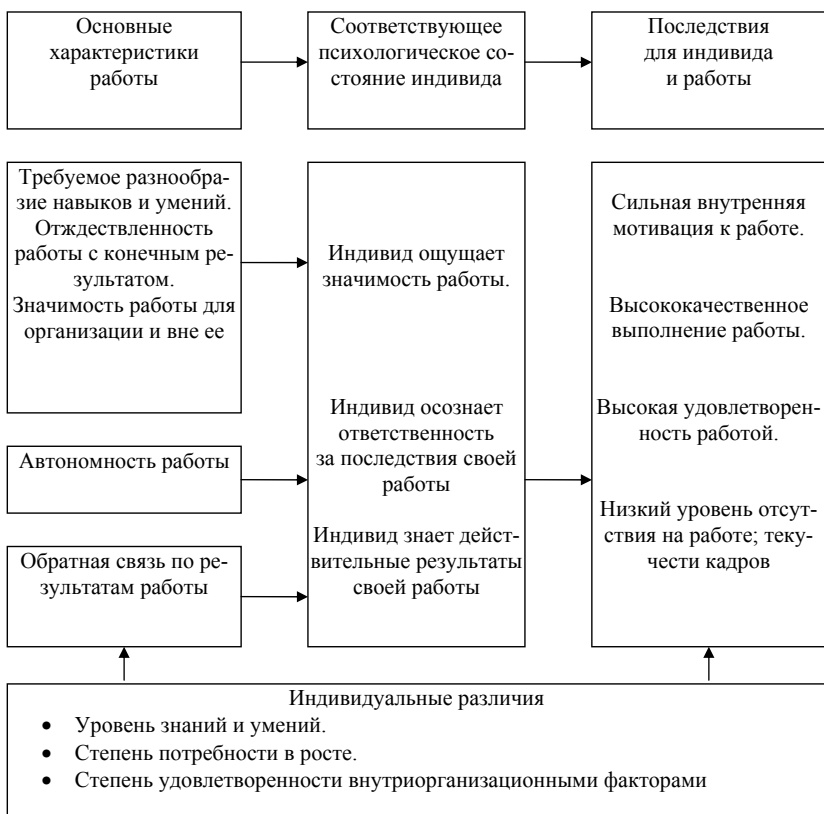 Основные
характеристики
работы
Соответствующее
психологическое со-
стояние индивида
Последствия
для индивида
и работы
Требуемое разнообра-
зие навыков и умений.
Отждествленность
работы с конечным ре-
зультатом.
Значимость работы для
организации и вне ее
Автономность работы
Обратная связь по ре-
зультатам работы
Индивид ощущает
значимость работы.
Индивид осознает
ответственность
за последствия своей
работы
Индивид знает дейст-
вительные результаты
своей работы
Сильная внутренняя
мотивация к работе.
Высококачественное
выполнение работы.
Высокая удовлетворен-
ность работой.
Низкий уровень отсут-
ствия на работе; теку-
чести кадров
Индивидуальные различия
• Уровень знаний и умений.
• Степень потребности в росте.
• Степень удовлетворенности внутриорганизационными факторами